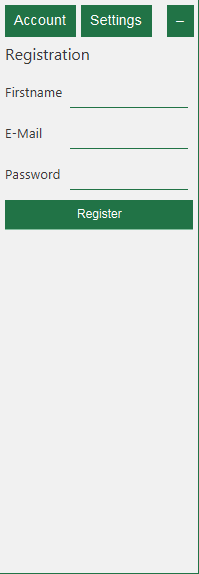 Account Settings –
Registration
Firstname
E-Mail
Password
Register